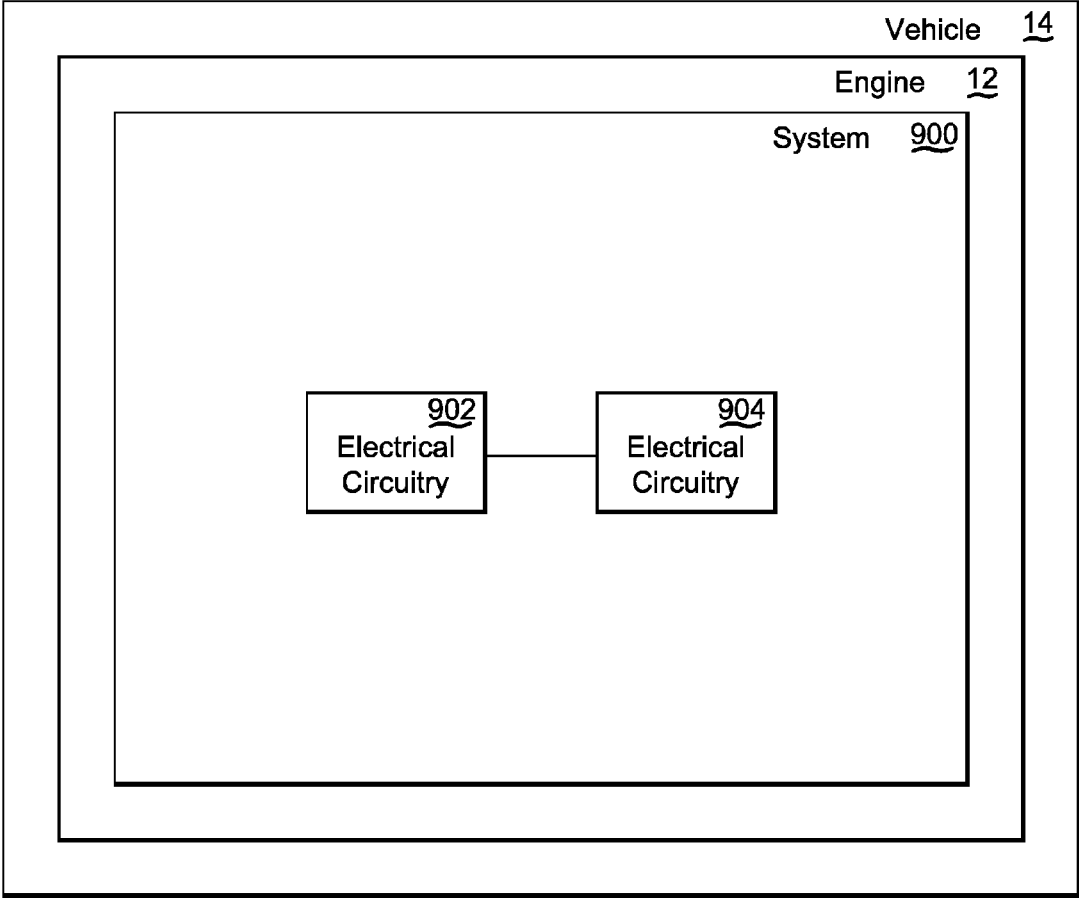 Vehicle 14
Engine 12
System 900
902
Electrical
Circuitry
904
Electrical
Circuitry